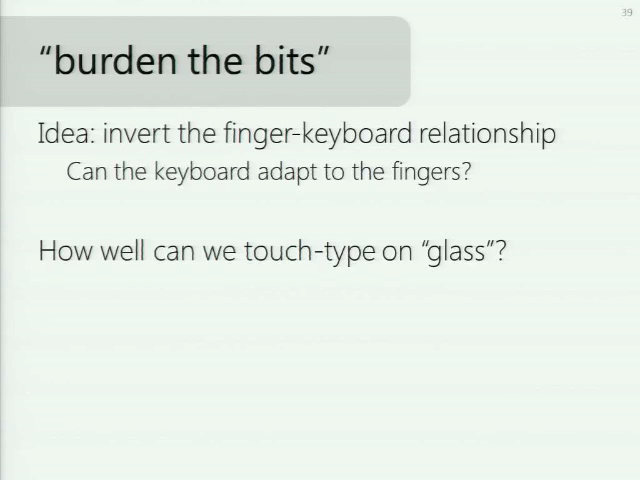 39
“burden the bits”
Idea: invert the finger-keyboard relationship
Can the keyboard adapt to the fingers?
How well can we touch-type on “glass”?